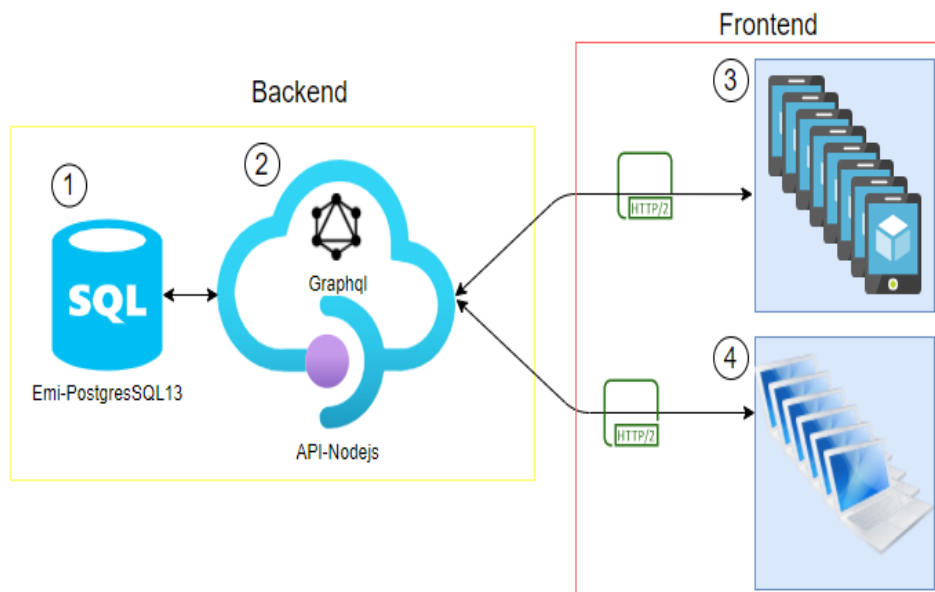 Frontend
Backend
1
2
3
SQL
Graphql
Emi-PostgresSQL13
API-Nodejs
HTTP/2
4
HTTP/2